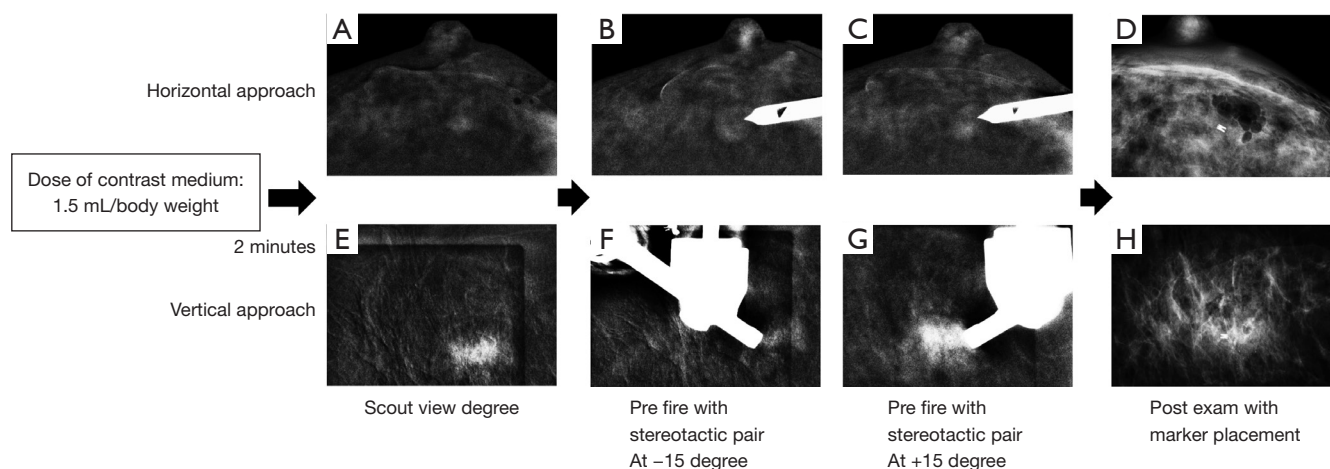 A
B
C
D
Horizontal approach
Dose of contrast medium:
1.5 mL/body weight
2 minutes
E
F
G
H
Vertical approach
Scout view degree
Pre fire with
stereotactic pair
At −15 degree
Pre fire with
stereotactic pair
At +15 degree
Post exam with
marker placement